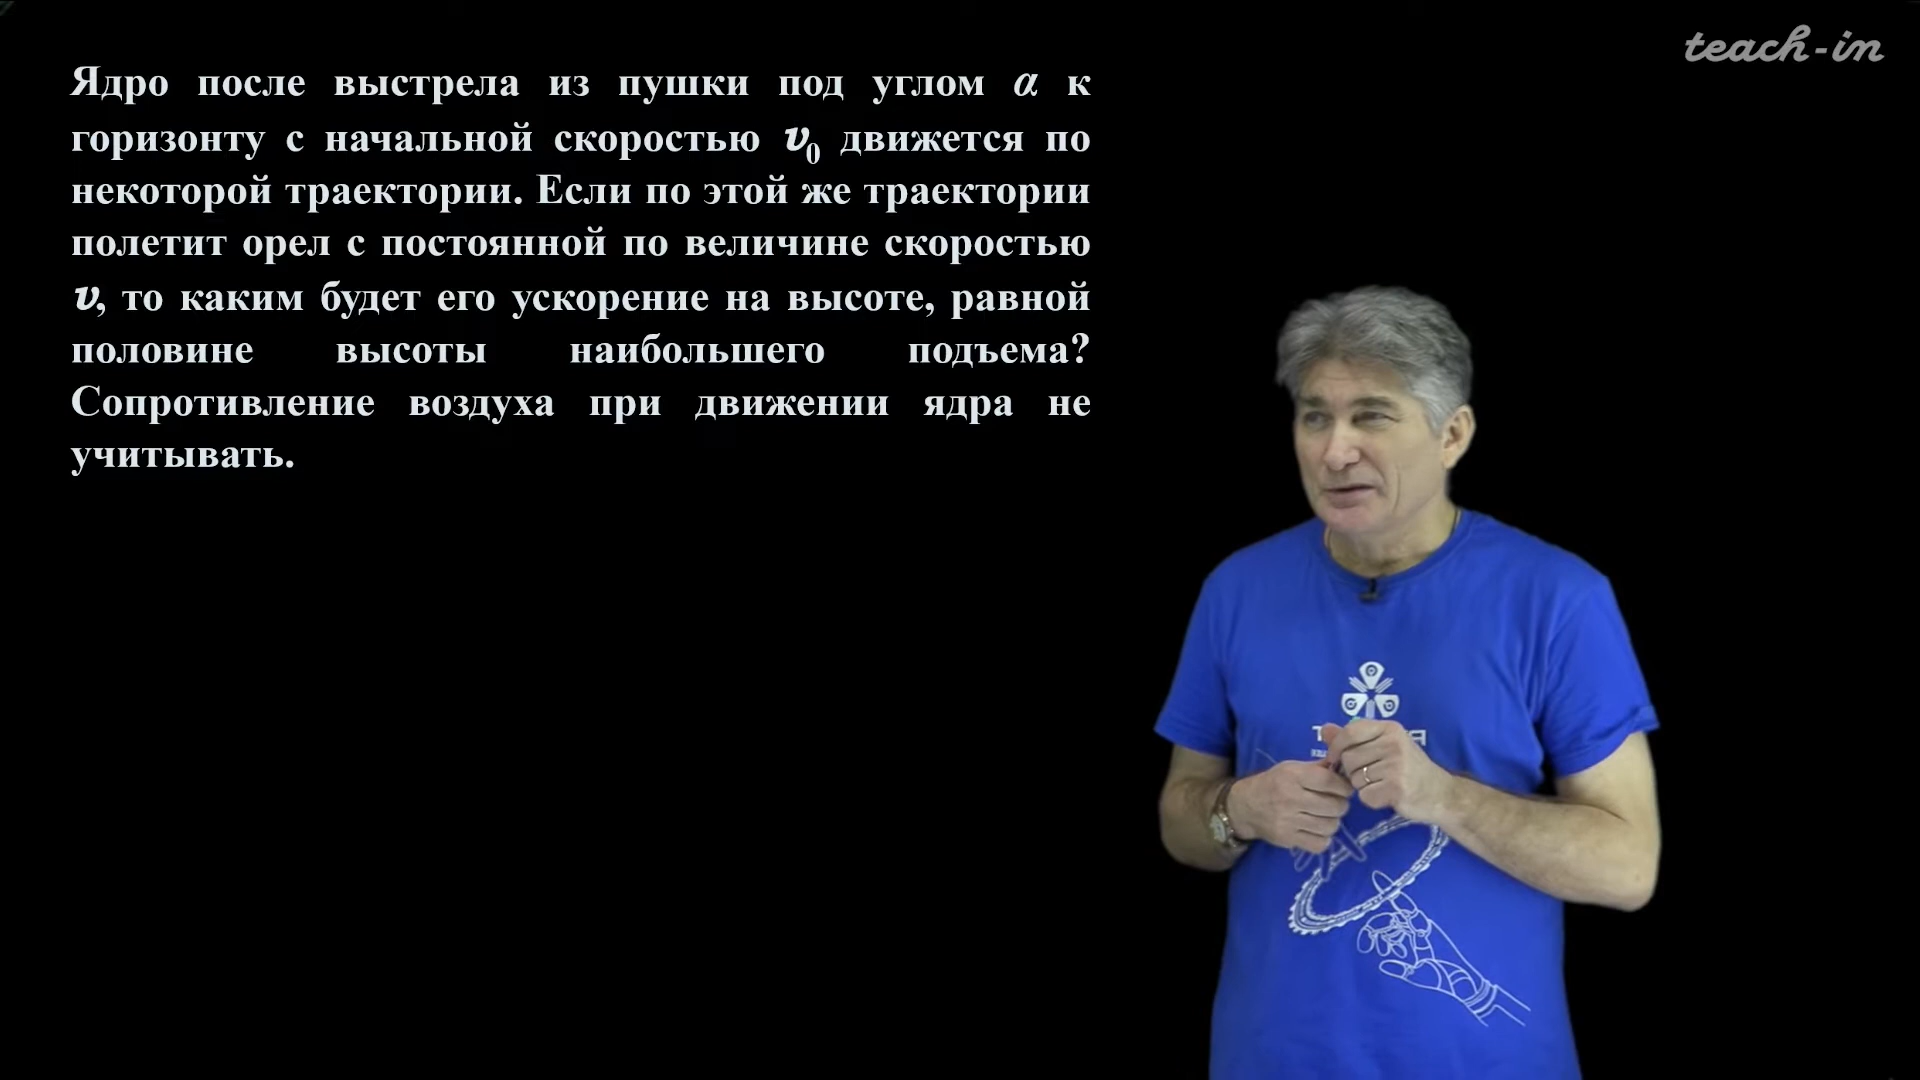 teach-in
Ядро после выстрела из пушки под углом α к
горизонту с начальной скоростью v₀ движется по
некоторой траектории. Если по этой же траектории
полетит орел с постоянной по величине скоростью
v, то каким будет его ускорение на высоте, равной
половине высоты наибольшего подъема?
Сопротивление воздуха при движении ядра не
учитывать.